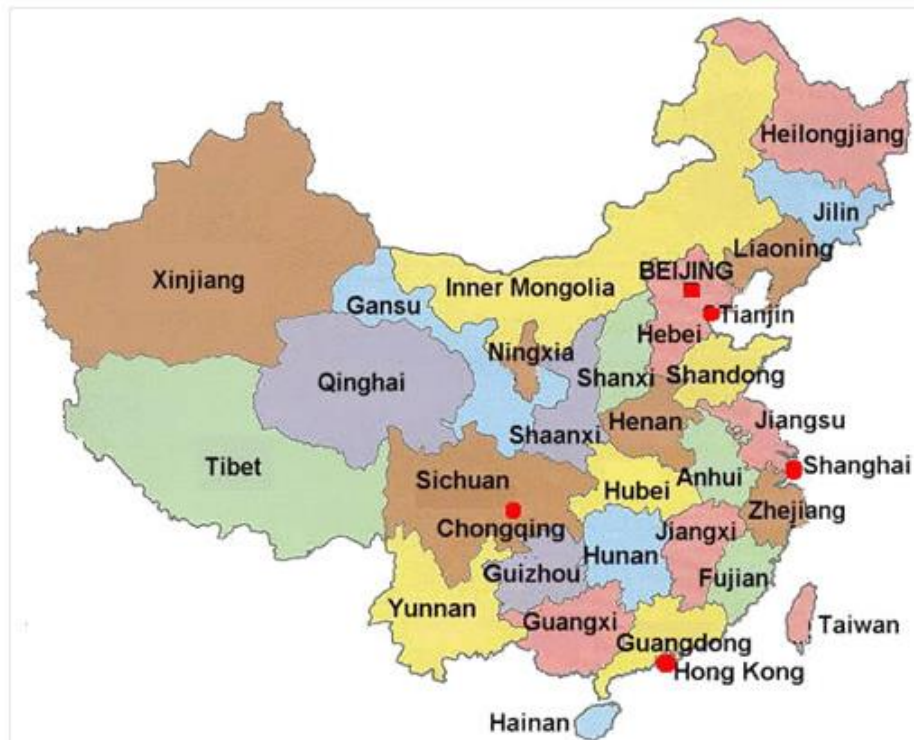 Heilongjiang
Jilin
Liaoning
BEIJING
Xinjiang
Inner Mongolia
Gansu
Tianjin
Hebei
Ningxia
Shanxi
Shandong
Qinghai
Henan
Jiangsu
Shaanxi
Tibet
Shanghai
Sichuan
Anhui
Hubei
Zhejiang
Chongqing
Jiangxi
Hunan
Guizhou
Fujian
Yunnan
Guangxi
Taiwan
Guangdong
Hong Kong
Hainan